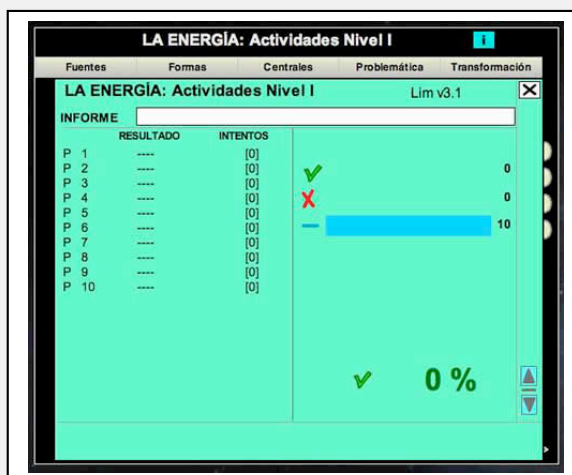 LA ENERGÍA: Actividades Nivel I
i
Fuentes Formas Centrales Problemática Transformación
LA ENERGÍA: Actividades Nivel I Lim v3.1
INFORME
RESULTADO INTENTOS
P 1 ---- [0]
P 2 ---- [0]
P 3 ---- [0]
P 4 ---- [0]
P 5 ---- [0]
P 6 ---- [0]
P 7 ---- [0]
P 8 ---- [0]
P 9 ---- [0]
P 10 ---- [0]
0
0
10
0 %